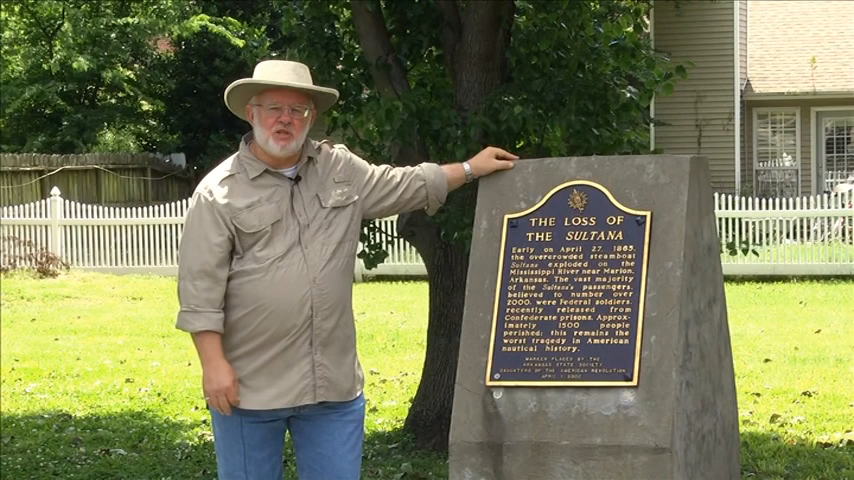 THE LOSS OF
THE SULTANA
Early on April 27, 1865,
the overcrowded steamboat
Sultana exploded on the
Mississippi River near Marion,
Arkansas. The vast majority
of the Sultana's passengers,
believed to number over
2000, were Federal soldiers,
recently released from
Confederate prisons. Approx-
imately 1500 people
perished; this remains the
worst tragedy in American
nautical history.
MARKER PLACED BY THE
ARKANSAS STATE SOCIETY
DAUGHTERS OF THE AMERICAN REVOLUTION
APRIL 1, 2000